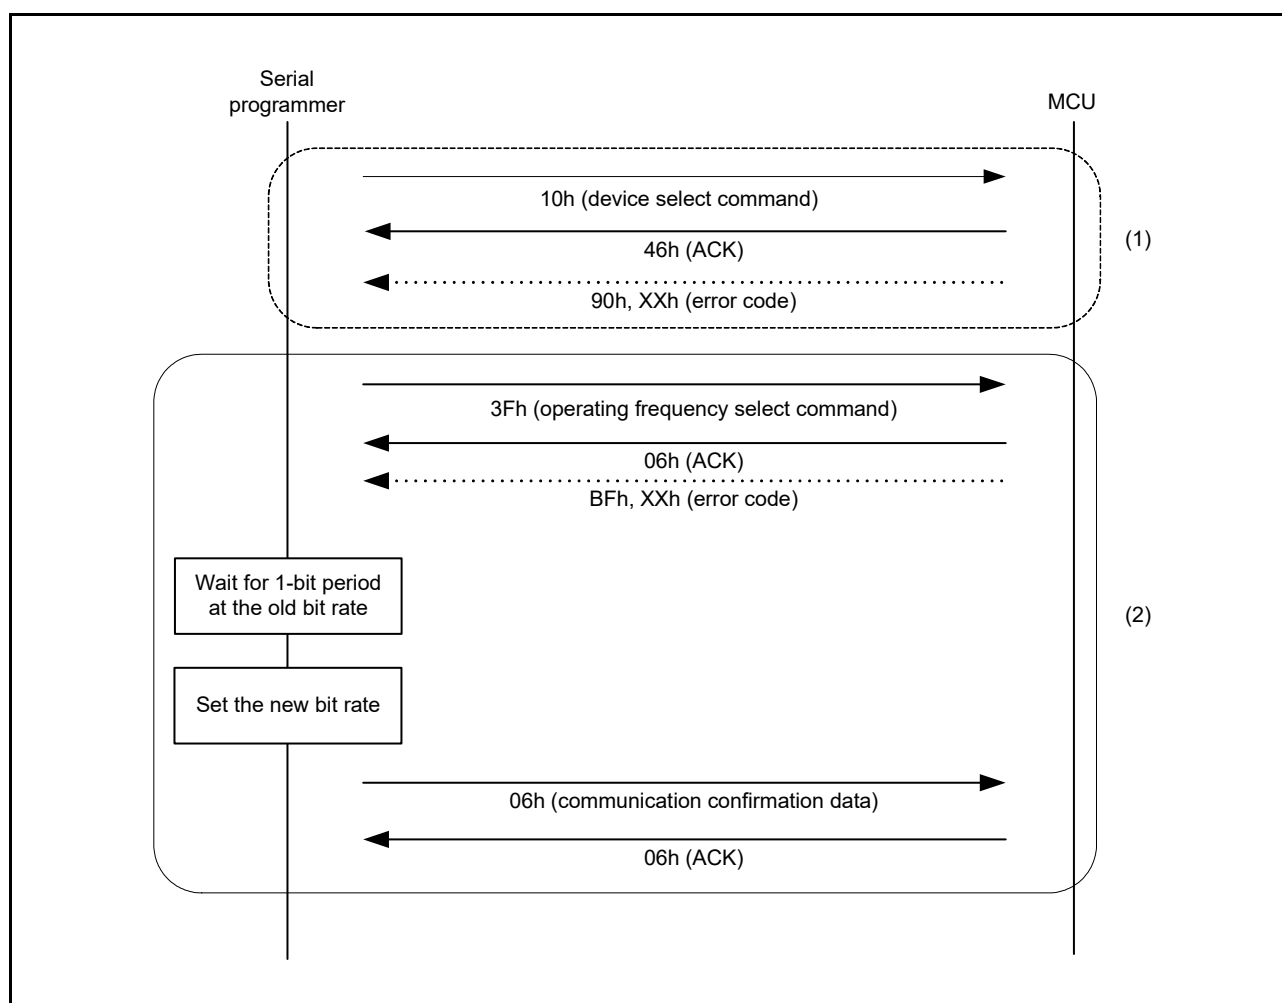 Serial
programmer
MCU
10h (device select command)
46h (ACK)
(1)
90h, XXh (error code)
3Fh (operating frequency select command)
06h (ACK)
BFh, XXh (error code)
Wait for 1-bit period
at the old bit rate
(2)
Set the new bit rate
06h (communication confirmation data)
06h (ACK)